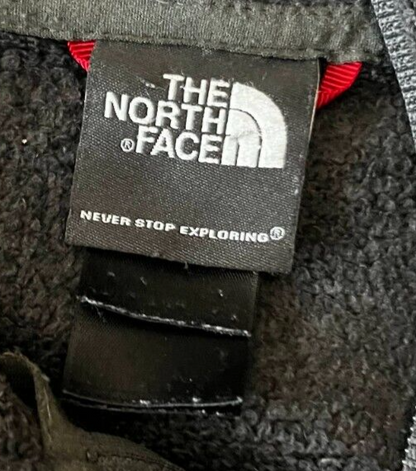 THE
NORTH
®FACE
NEVER STOP EXPLORING®